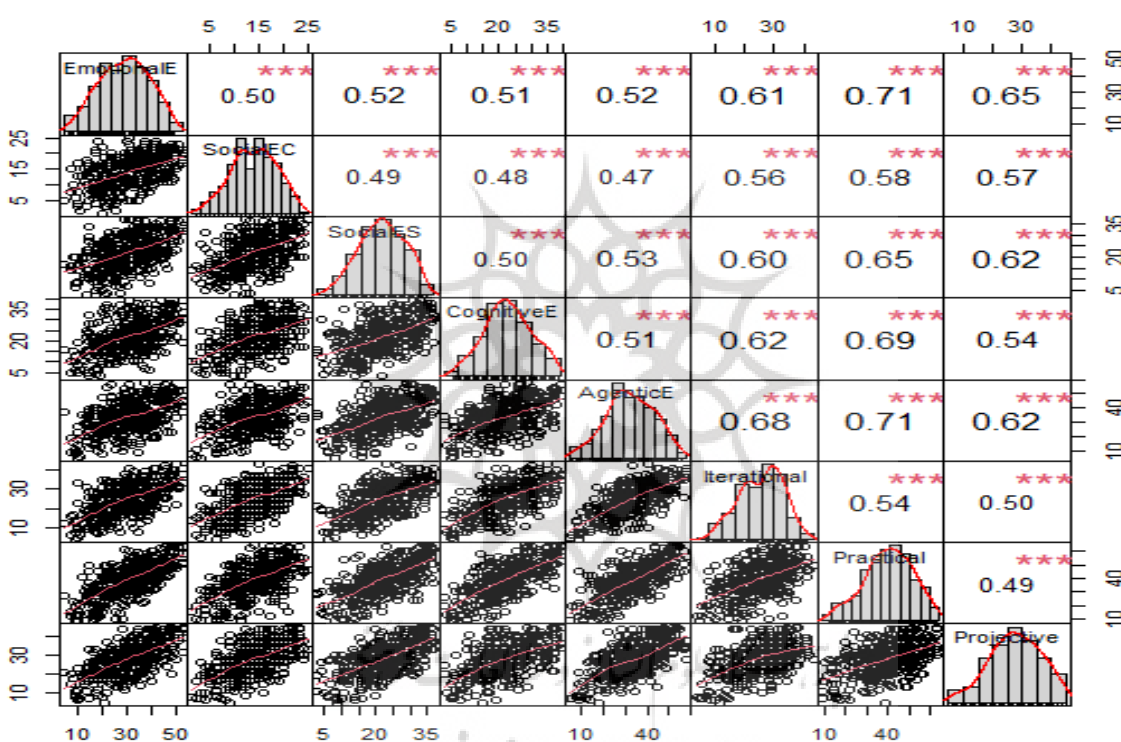 5 15 25 5 20 35 10 30 10 30
EmotionalE *** *** *** *** *** *** *** 50
0.50 0.52 0.51 0.52 0.61 0.71 0.65 30
10
25 SocialEC *** *** *** *** *** ***
15 0.49 0.48 0.47 0.56 0.58 0.57
5
SocialES *** *** *** *** *** 35
0.50 0.53 0.60 0.65 0.62 20
5
35 CognitiveE *** *** *** ***
20 0.51 0.62 0.69 0.54
5
AgenticE *** *** *** 40
0.68 0.71 0.62
10
Iterational *** ***
30 0.54 0.50
10
Practical ***
0.49 40
10
Projective
30
10
10 30 50 5 20 35 10 40 10 40